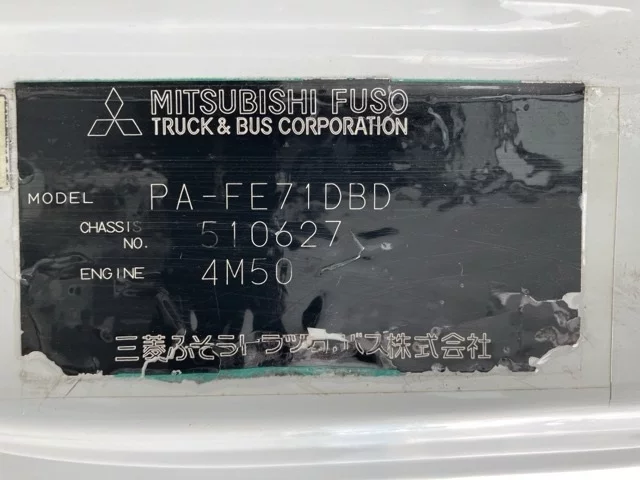 MITSUBISHI FUSO
TRUCK & BUS CORPORATION
MODEL PA-FE71DBD
CHASSIS NO. 510627
ENGINE 4M50
三菱ふそうトラック・バス株式会社